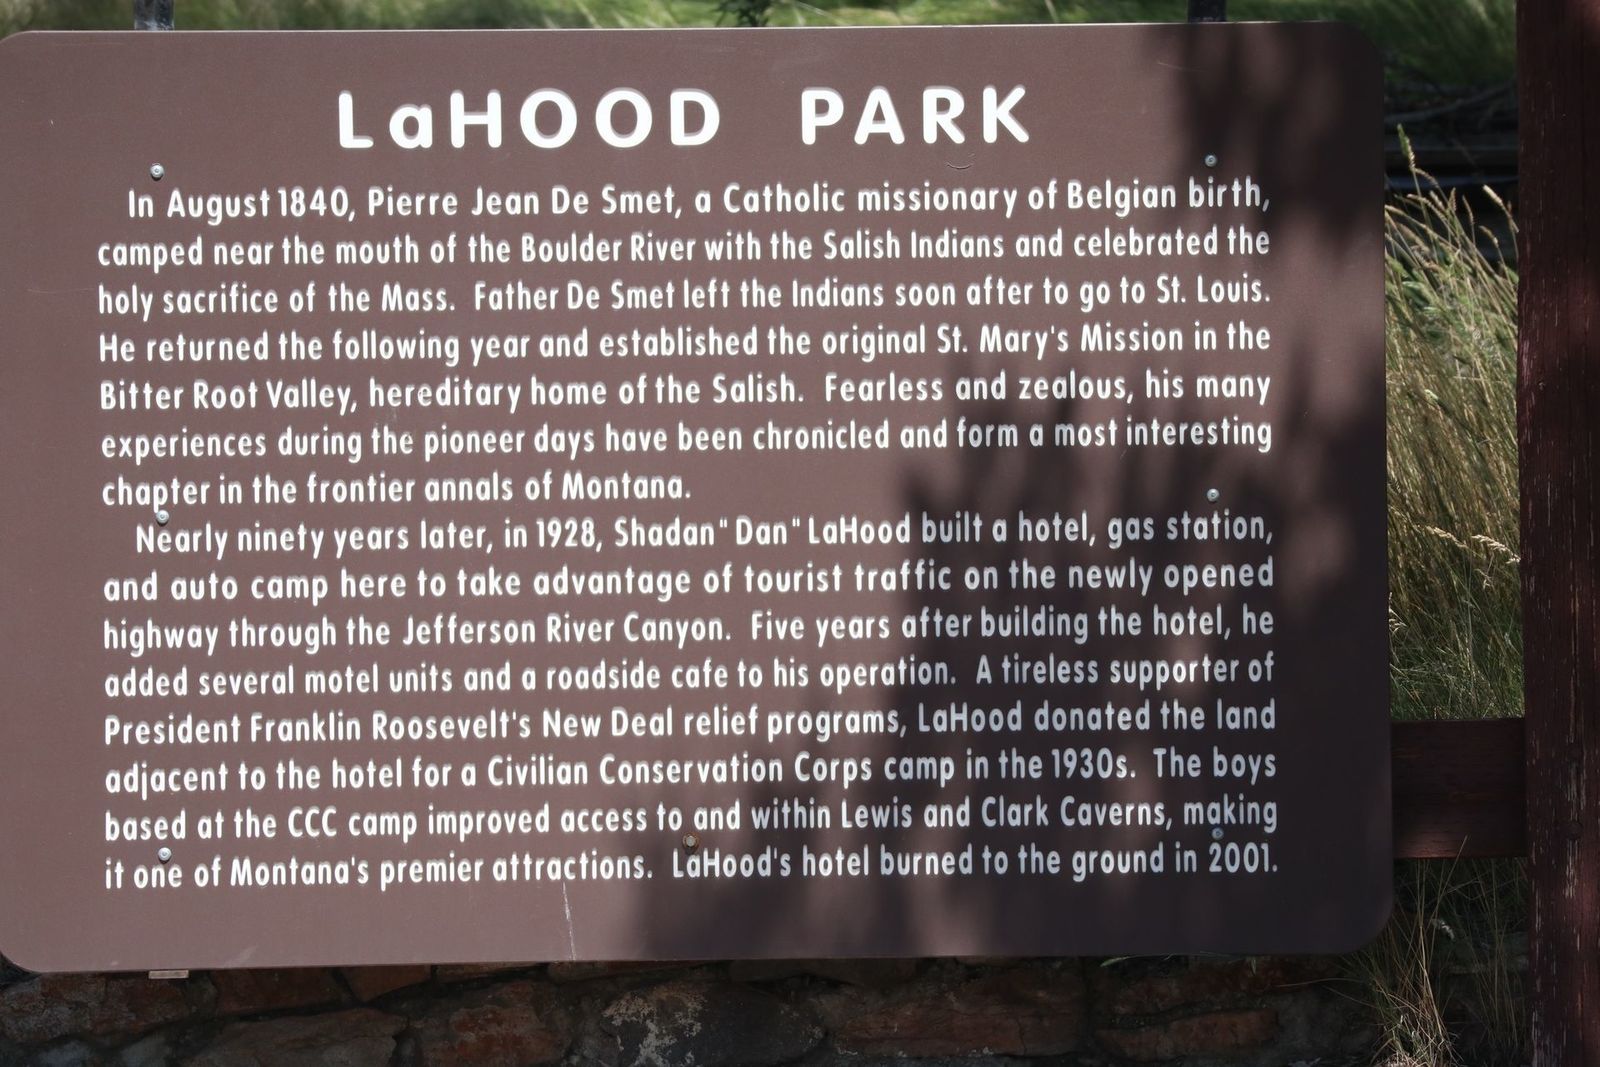 LaHOOD PARK
In August 1840, Pierre Jean De Smet, a Catholic missionary of Belgian birth,
camped near the mouth of the Boulder River with the Salish Indians and celebrated the
holy sacrifice of the Mass. Father De Smet left the Indians soon after to go to St. Louis.
He returned the following year and established the original St. Mary's Mission in the
Bitter Root Valley, hereditary home of the Salish. Fearless and zealous, his many
experiences during the pioneer days have been chronicled and form a most interesting
chapter in the frontier annals of Montana.
Nearly ninety years later, in 1928, Shadan "Dan" LaHood built a hotel, gas station,
and auto camp here to take advantage of tourist traffic on the newly opened
highway through the Jefferson River Canyon. Five years after building the hotel, he
added several motel units and a roadside cafe to his operation. A tireless supporter of
President Franklin Roosevelt's New Deal relief programs, LaHood donated the land
adjacent to the hotel for a Civilian Conservation Corps camp in the 1930s. The boys
based at the CCC camp improved access to and within Lewis and Clark Caverns, making
it one of Montana's premier attractions. LaHood's hotel burned to the ground in 2001.